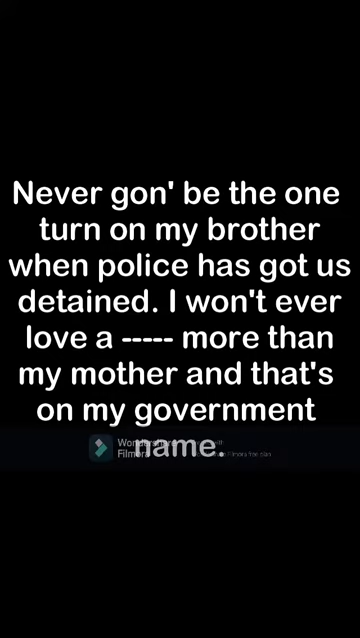 Never gon' be the one
turn on my brother
when police has got us
detained. I won't ever
love a ----- more than
my mother and that's
on my government
name.
Wondershare
Filmora